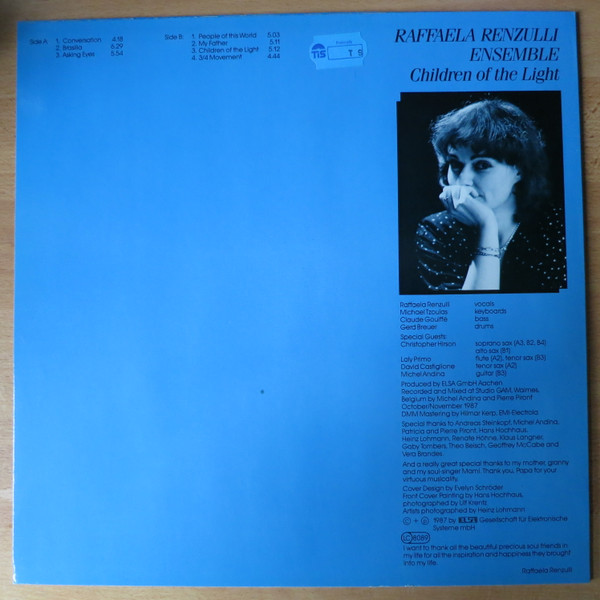 Side A: 1. Conversation 4.18
2. Brasilia 6.29
3. Asking Eyes 5.54
Side B: 1. People of this World 5.03
2. My Father 5.11
3. Children of the Light 5.12
4. 3/4 Movement 4.44
TIS
RAFFAELA RENZULLI
ENSEMBLE
Children of the Light
Raffaela Renzulli vocals
Michael Tzoulas keyboards
Claude Gouiffé bass
Gerd Breuer drums
Special Guests:
Christopher Hirson soprano sax (A3, B2, B4)
alto sax (B1)
Laly Primo flute (A2), tenor sax (B3)
David Castiglione tenor sax (A2)
Michel Andina guitar (B3)
Produced by ELSA GmbH Aachen.
Recorded and Mixed at Studio GAM, Waimes,
Belgium by Michel Andina and Pierre Piront
October/November 1987
DMM Mastering by Hilmar Kerp, EMI-Electrola
Special thanks to Andreas Steinkopf, Michel Andina,
Patricia and Pierre Piront, Hans Hochhaus,
Heinz Lohmann, Renate Höhne, Klaus Langner,
Gaby Tombers, Theo Besch, Geoffrey McCabe and
Vera Brandes.
And a really great special thanks to my mother, granny
and my soul singer Mami. Thank you, Papa for your
virtuous musicality.
Cover Design by Evelyn Schröder
Front Cover Painting by Hans Hochhaus,
photographed by Ulf Krentz
Artists photographed by Heinz Lohmann
© + ℗ 1987 by ELSA Gesellschaft für Elektronische
Systeme mbH
LC 8089
I want to thank all the beautiful precious soul friends in
my life for all the inspiration and happiness they brought
into my life.
Raffaela Renzulli